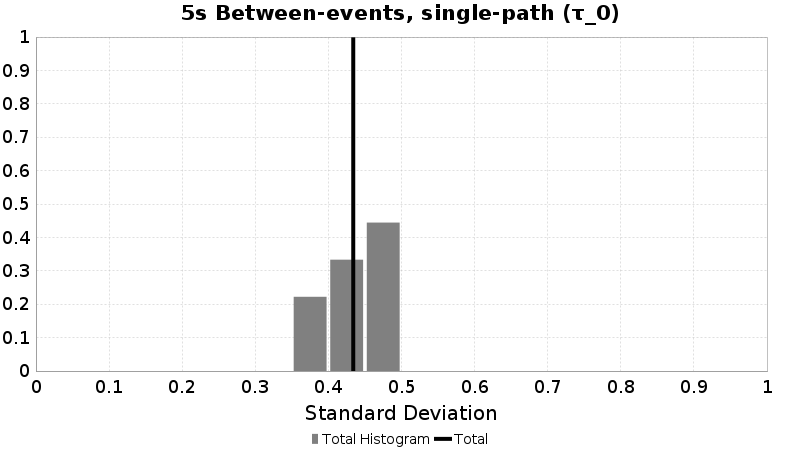 5s Between-events, single-path (τ_0)
1
0.9
0.8
0.7
0.6
0.5
0.4
0.3
0.2
0.1
0
0 0.1 0.2 0.3 0.4 0.5 0.6 0.7 0.8 0.9 1
Standard Deviation
Total Histogram Total